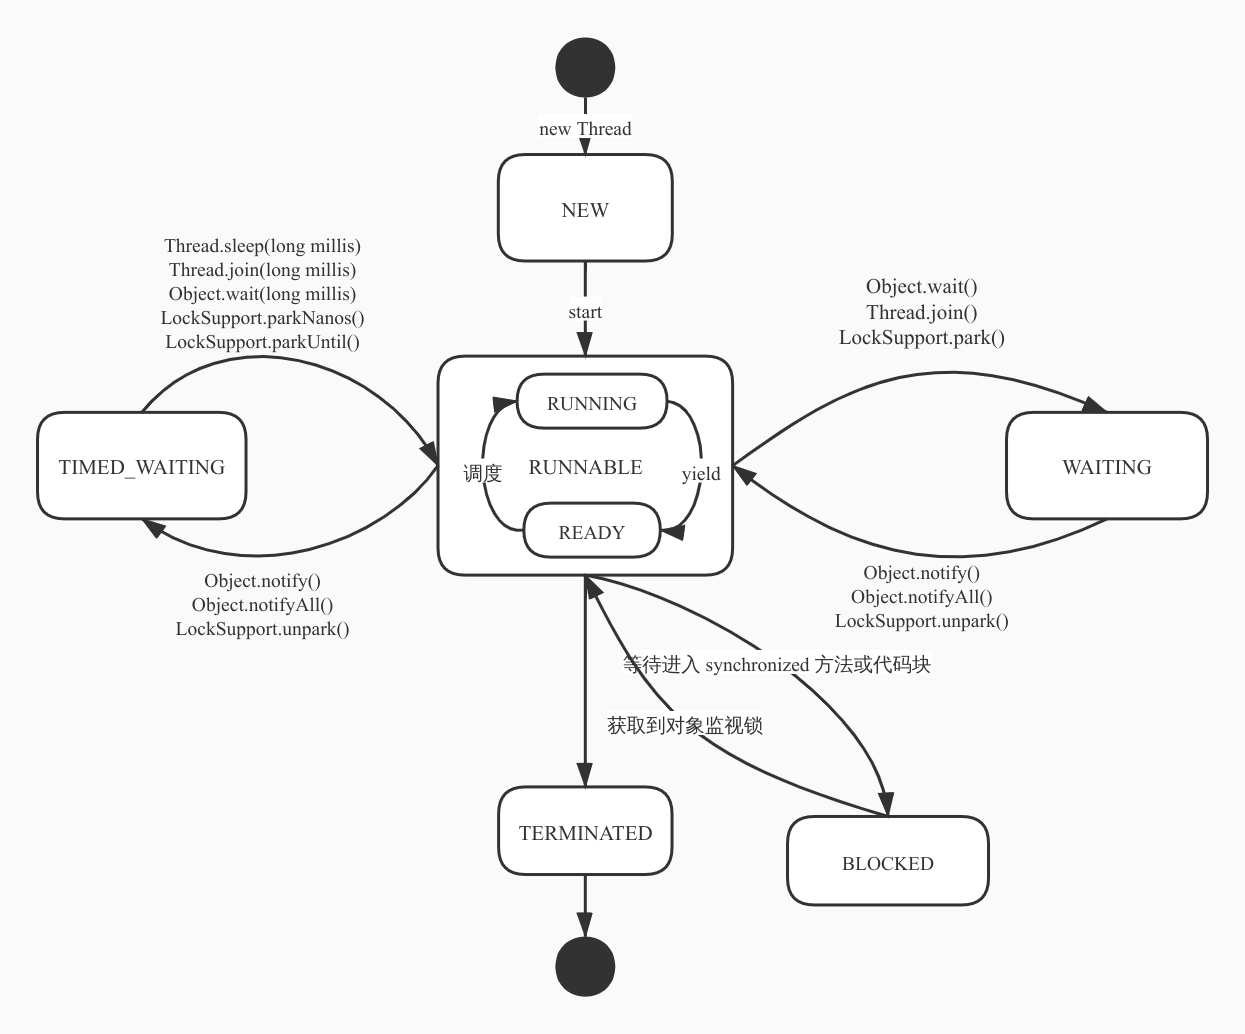 new Thread
NEW
start
Thread.sleep(long millis)
Thread.join(long millis)
Object.wait(long millis)
LockSupport.parkNanos()
LockSupport.parkUntil()
Object.wait()
Thread.join()
LockSupport.park()
TIMED_WAITING
RUNNING
调度
RUNNABLE
yield
READY
WAITING
Object.notify()
Object.notifyAll()
LockSupport.unpark()
Object.notify()
Object.notifyAll()
LockSupport.unpark()
等待进入 synchronized 方法或代码块
获取到对象监视锁
TERMINATED
BLOCKED